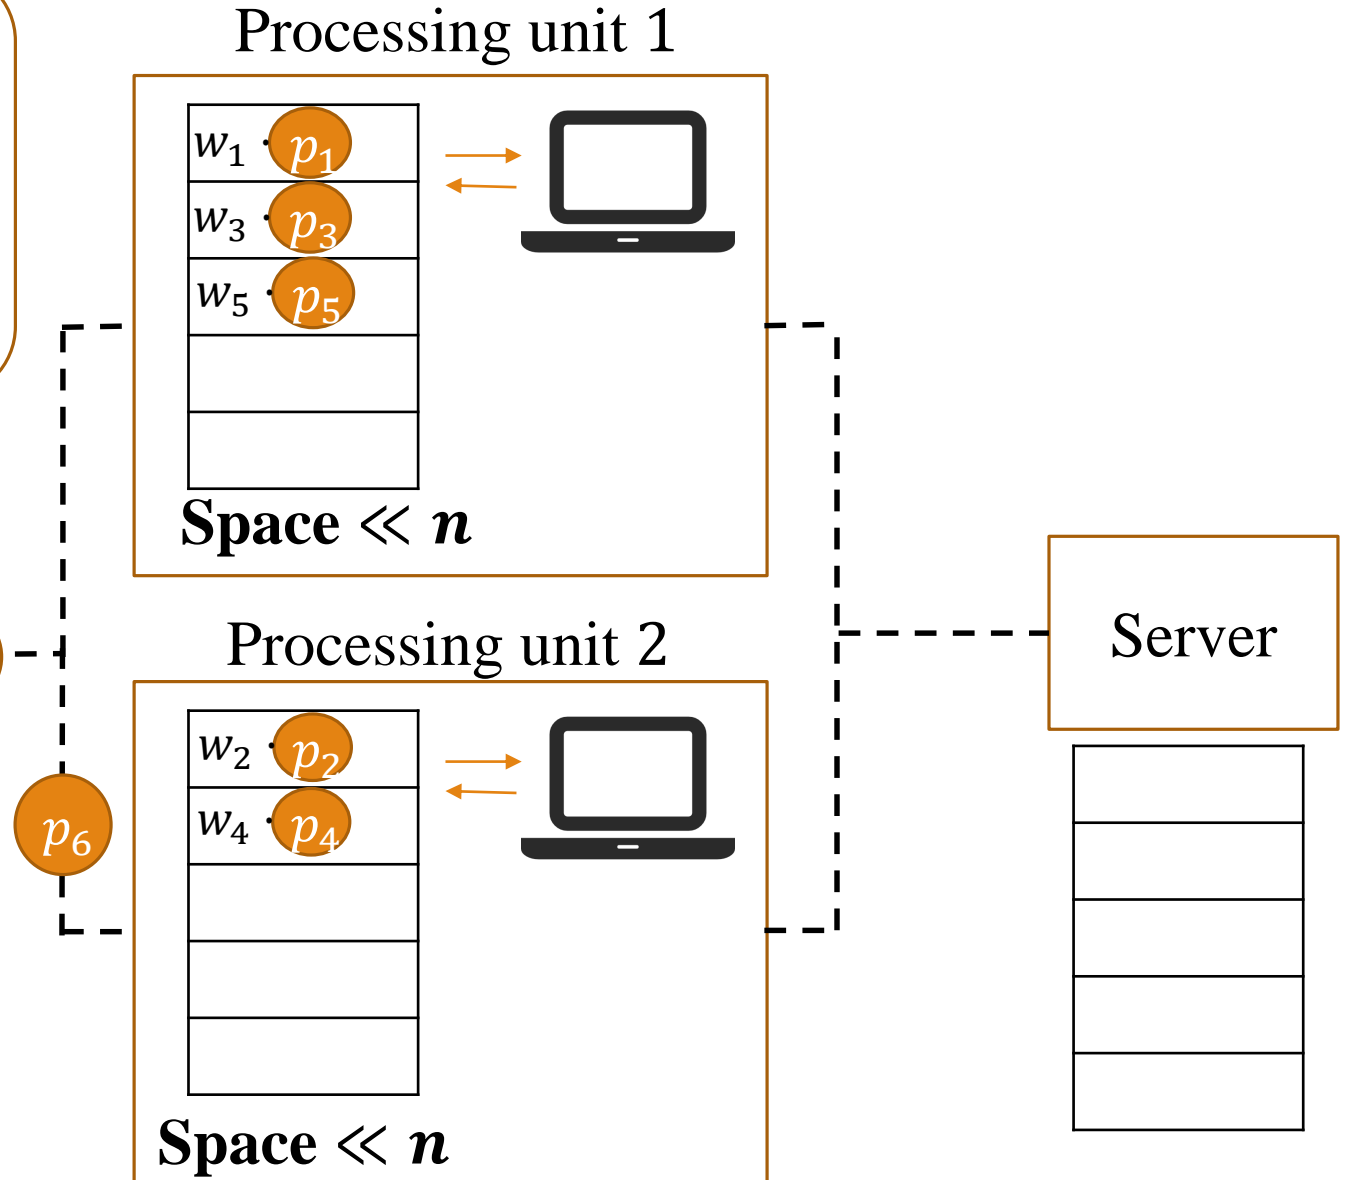 Processing unit 1
w₁ · p₁
w₃ · p₃
w₅ · p₅
Space ≪ n
Processing unit 2
w₂ · p₂
w₄ · p₄
p₆
Space ≪ n
Server